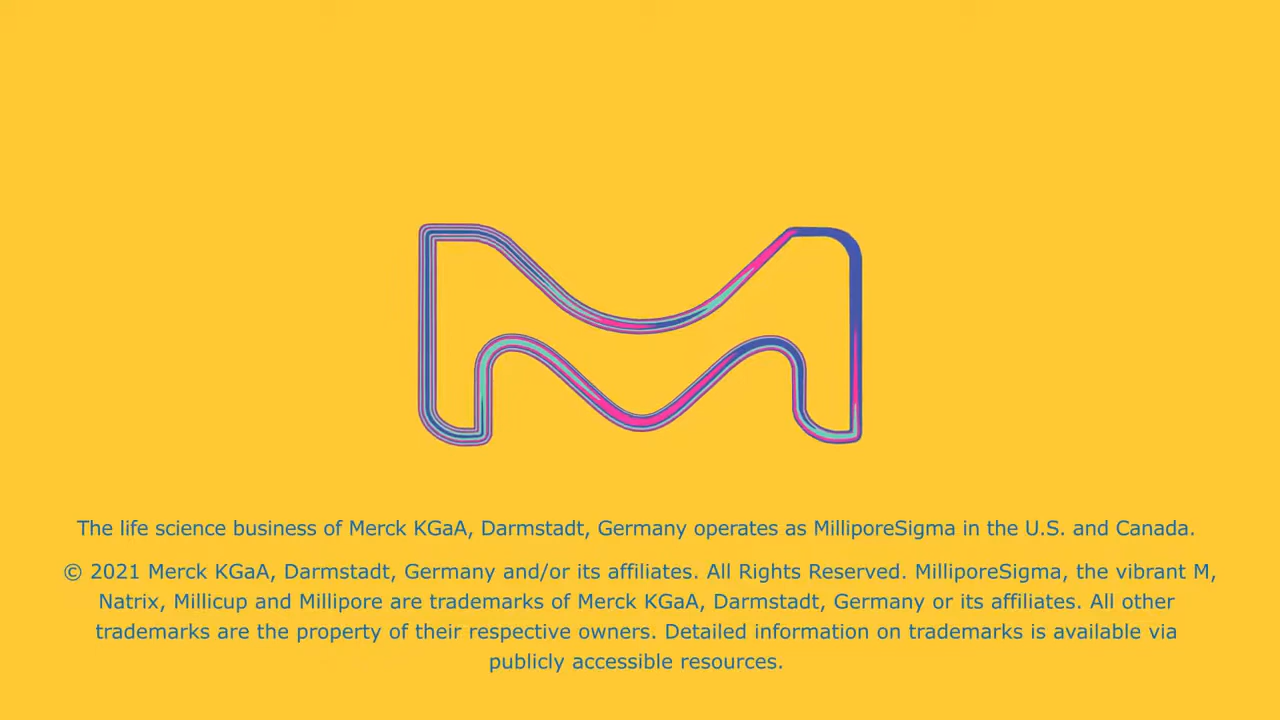 The life science business of Merck KGaA, Darmstadt, Germany operates as MilliporeSigma in the U.S. and Canada.
© 2021 Merck KGaA, Darmstadt, Germany and/or its affiliates. All Rights Reserved. MilliporeSigma, the vibrant M,
Natrix, Millicup and Millipore are trademarks of Merck KGaA, Darmstadt, Germany or its affiliates. All other
trademarks are the property of their respective owners. Detailed information on trademarks is available via
publicly accessible resources.